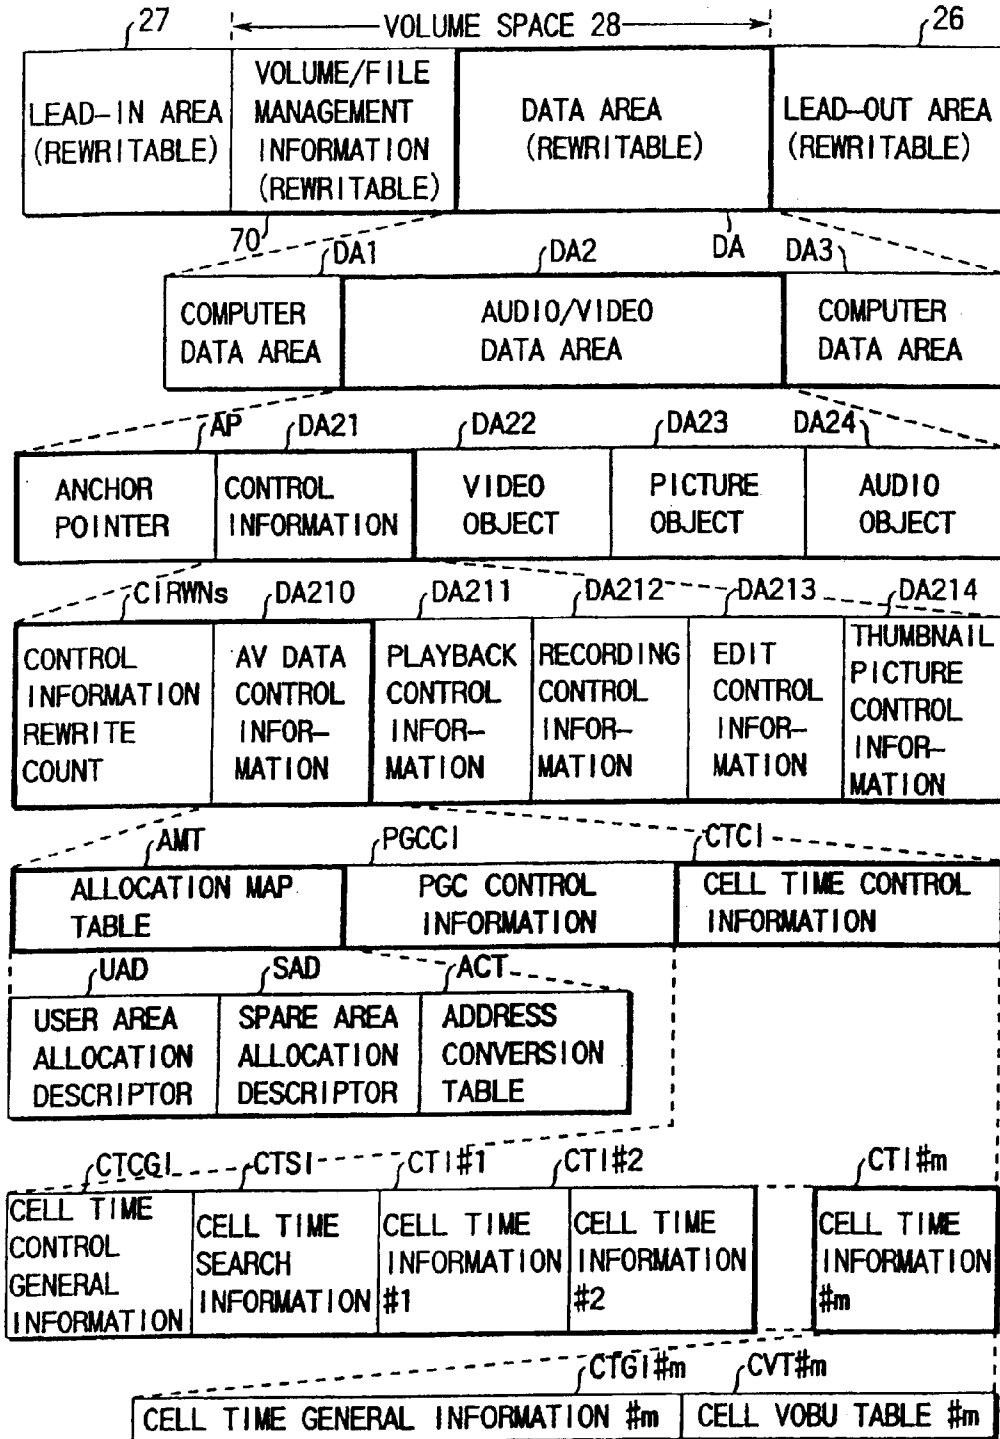 27
VOLUME SPACE 28
26
LEAD-IN AREA
(REWRITABLE)
VOLUME/FILE
MANAGEMENT
INFORMATION
(REWRITABLE)
DATA AREA
(REWRITABLE)
LEAD-OUT AREA
(REWRITABLE)
70
DA1
DA2
DA
DA3
COMPUTER
DATA AREA
AUDIO/VIDEO
DATA AREA
COMPUTER
DATA AREA
AP
DA21
DA22
DA23
DA24
ANCHOR
POINTER
CONTROL
INFORMATION
VIDEO
OBJECT
PICTURE
OBJECT
AUDIO
OBJECT
CIRWNs
DA210
DA211
DA212
DA213
DA214
CONTROL
INFORMATION
REWRITE
COUNT
AV DATA
CONTROL
INFOR-
MATION
PLAYBACK
CONTROL
INFOR-
MATION
RECORDING
CONTROL
INFOR-
MATION
EDIT
CONTROL
INFOR-
MATION
THUMBNAIL
PICTURE
CONTROL
INFOR-
MATION
AMT
PGCCI
CTCI
ALLOCATION MAP
TABLE
PGC CONTROL
INFORMATION
CELL TIME CONTROL
INFORMATION
UAD
SAD
ACT
USER AREA
ALLOCATION
DESCRIPTOR
SPARE AREA
ALLOCATION
DESCRIPTOR
ADDRESS
CONVERSION
TABLE
CTCGI
CTSI
CTI#1
CTI#2
CTI#m
CELL TIME
CONTROL
GENERAL
INFORMATION
CELL TIME
SEARCH
INFORMATION
CELL TIME
INFORMATION
#1
CELL TIME
INFORMATION
#2
CELL TIME
INFORMATION
#m
CTGI#m
CVT#m
CELL TIME GENERAL INFORMATION #m
CELL VOBU TABLE #m